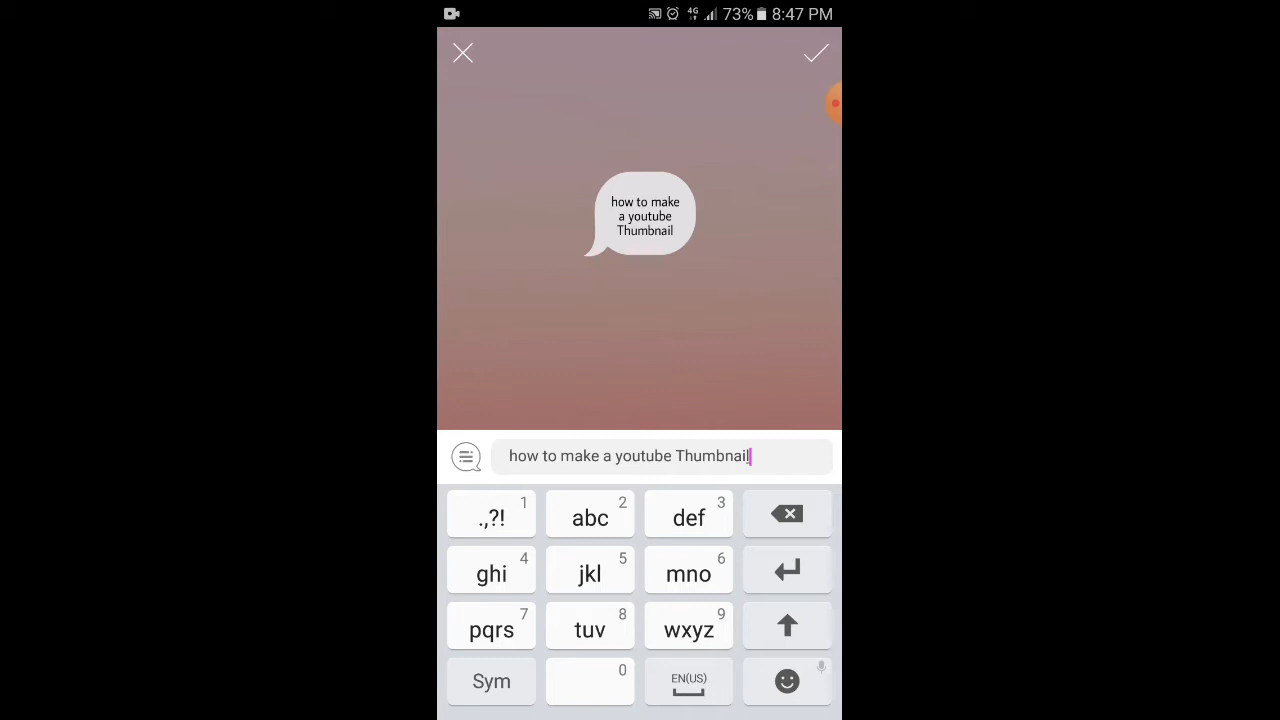 4G 73% 8:47 PM
how to make
a youtube
Thumbnail
how to make a youtube Thumbnail
.,?! 1 abc 2 def 3
ghi 4 jkl 5 mno 6
pqrs 7 tuv 8 wxyz 9
Sym 0 EN(US)